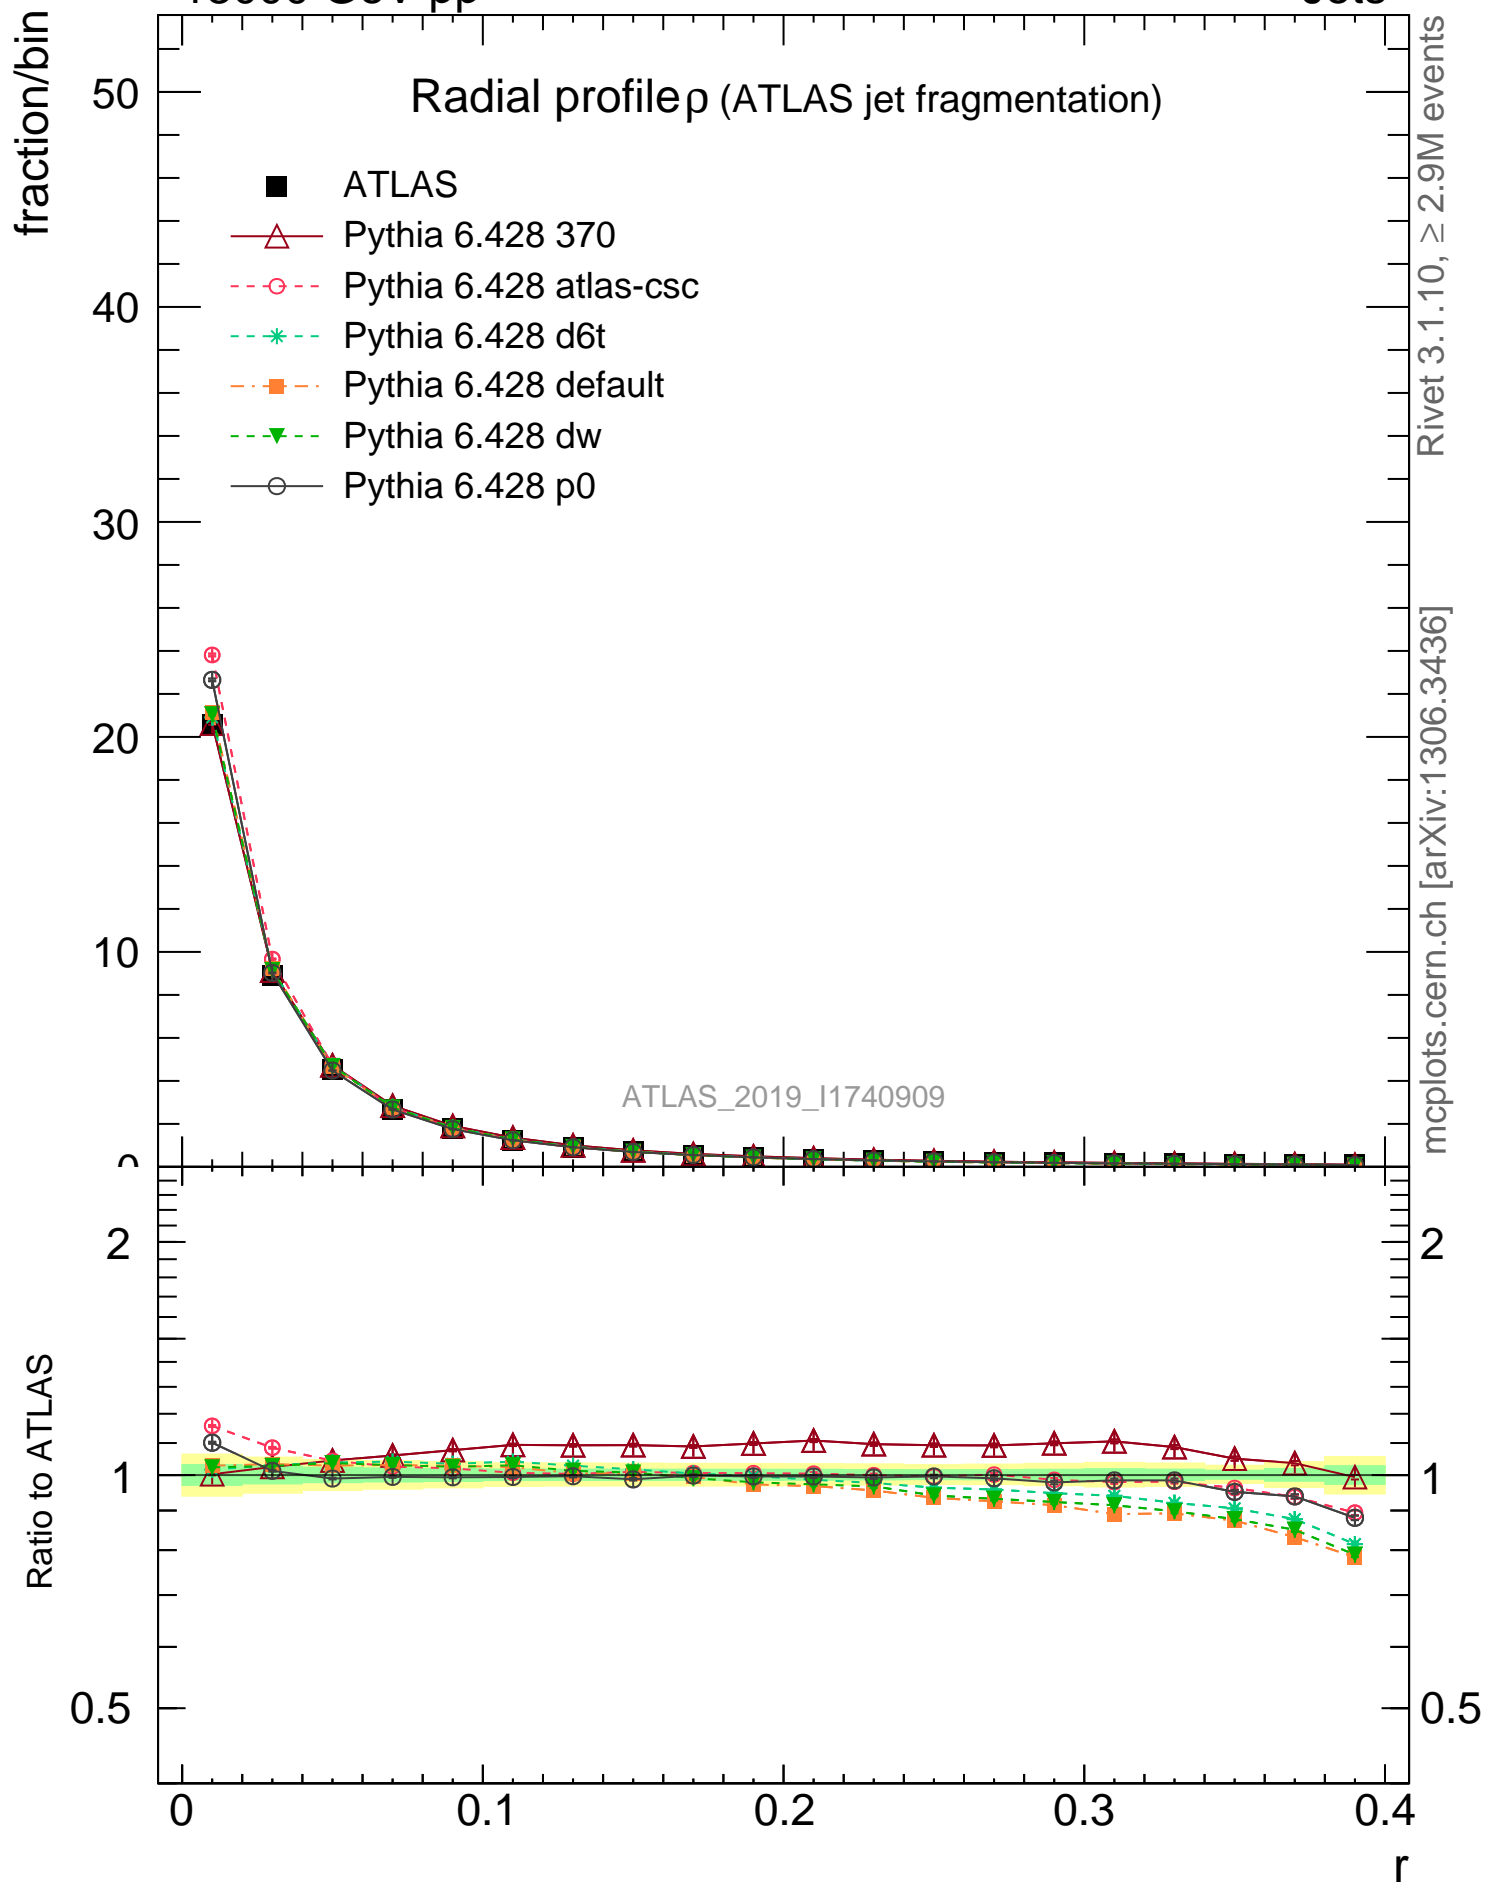 fraction/bin
50
40
30
20
10
Radial profile ρ (ATLAS jet fragmentation)
ATLAS
Pythia 6.428 370
Pythia 6.428 atlas-csc
Pythia 6.428 d6t
Pythia 6.428 default
Pythia 6.428 dw
Pythia 6.428 p0
ATLAS_2019_I1740909
Rivet 3.1.10, ≥ 2.9M events
mcplots.cern.ch [arXiv:1306.3436]
Ratio to ATLAS
2
1
0.5
2
1
0.5
0
0.1
0.2
0.3
0.4
r